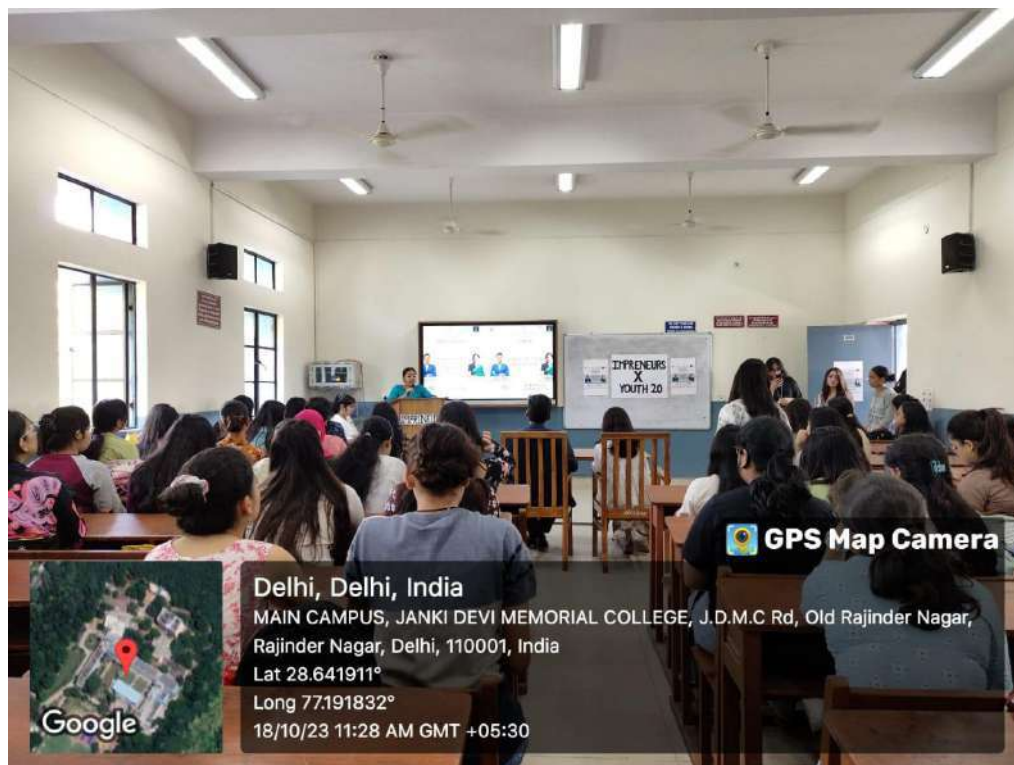 IMPRENEURS
X
YOUTH 20
GPS Map Camera
Delhi, Delhi, India
MAIN CAMPUS, JANKI DEVI MEMORIAL COLLEGE, J.D.M.C Rd, Old Rajinder Nagar,
Rajinder Nagar, Delhi, 110001, India
Lat 28.641911°
Long 77.191832°
18/10/23 11:28 AM GMT +05:30
Google